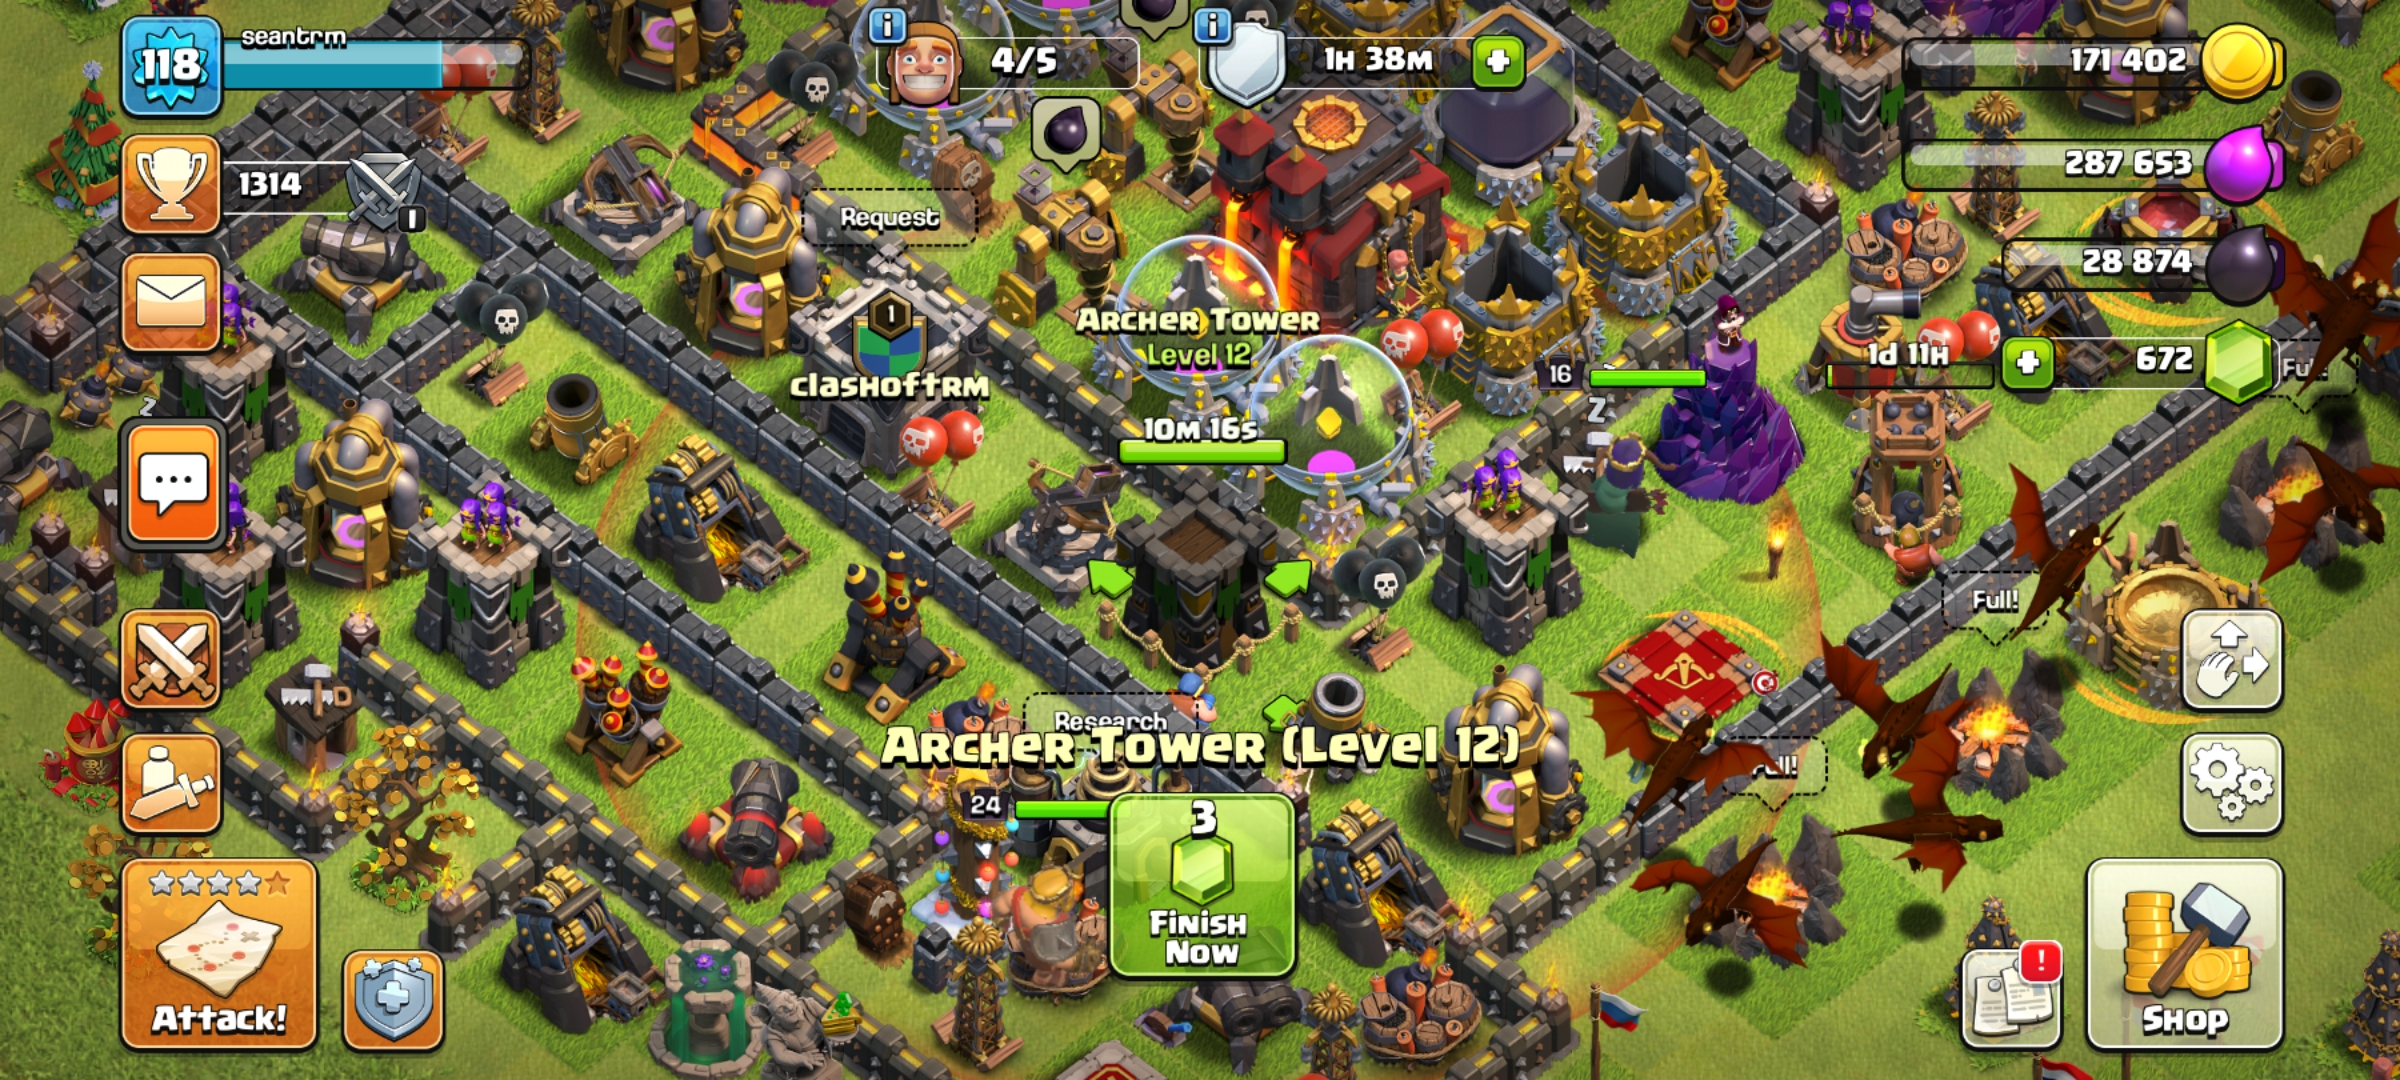 118
seantrm
4/5
1H 38M
171 402
1314
I
Request
287 653
28 874
1
Archer Tower
Level 12
clashoftrm
1d 11H
672
Full!
16
10M 16s
z
Z
Full!
Research
Archer Tower (Level 12)
Full!
24
3
Finish
Now
Attack!
!
Shop